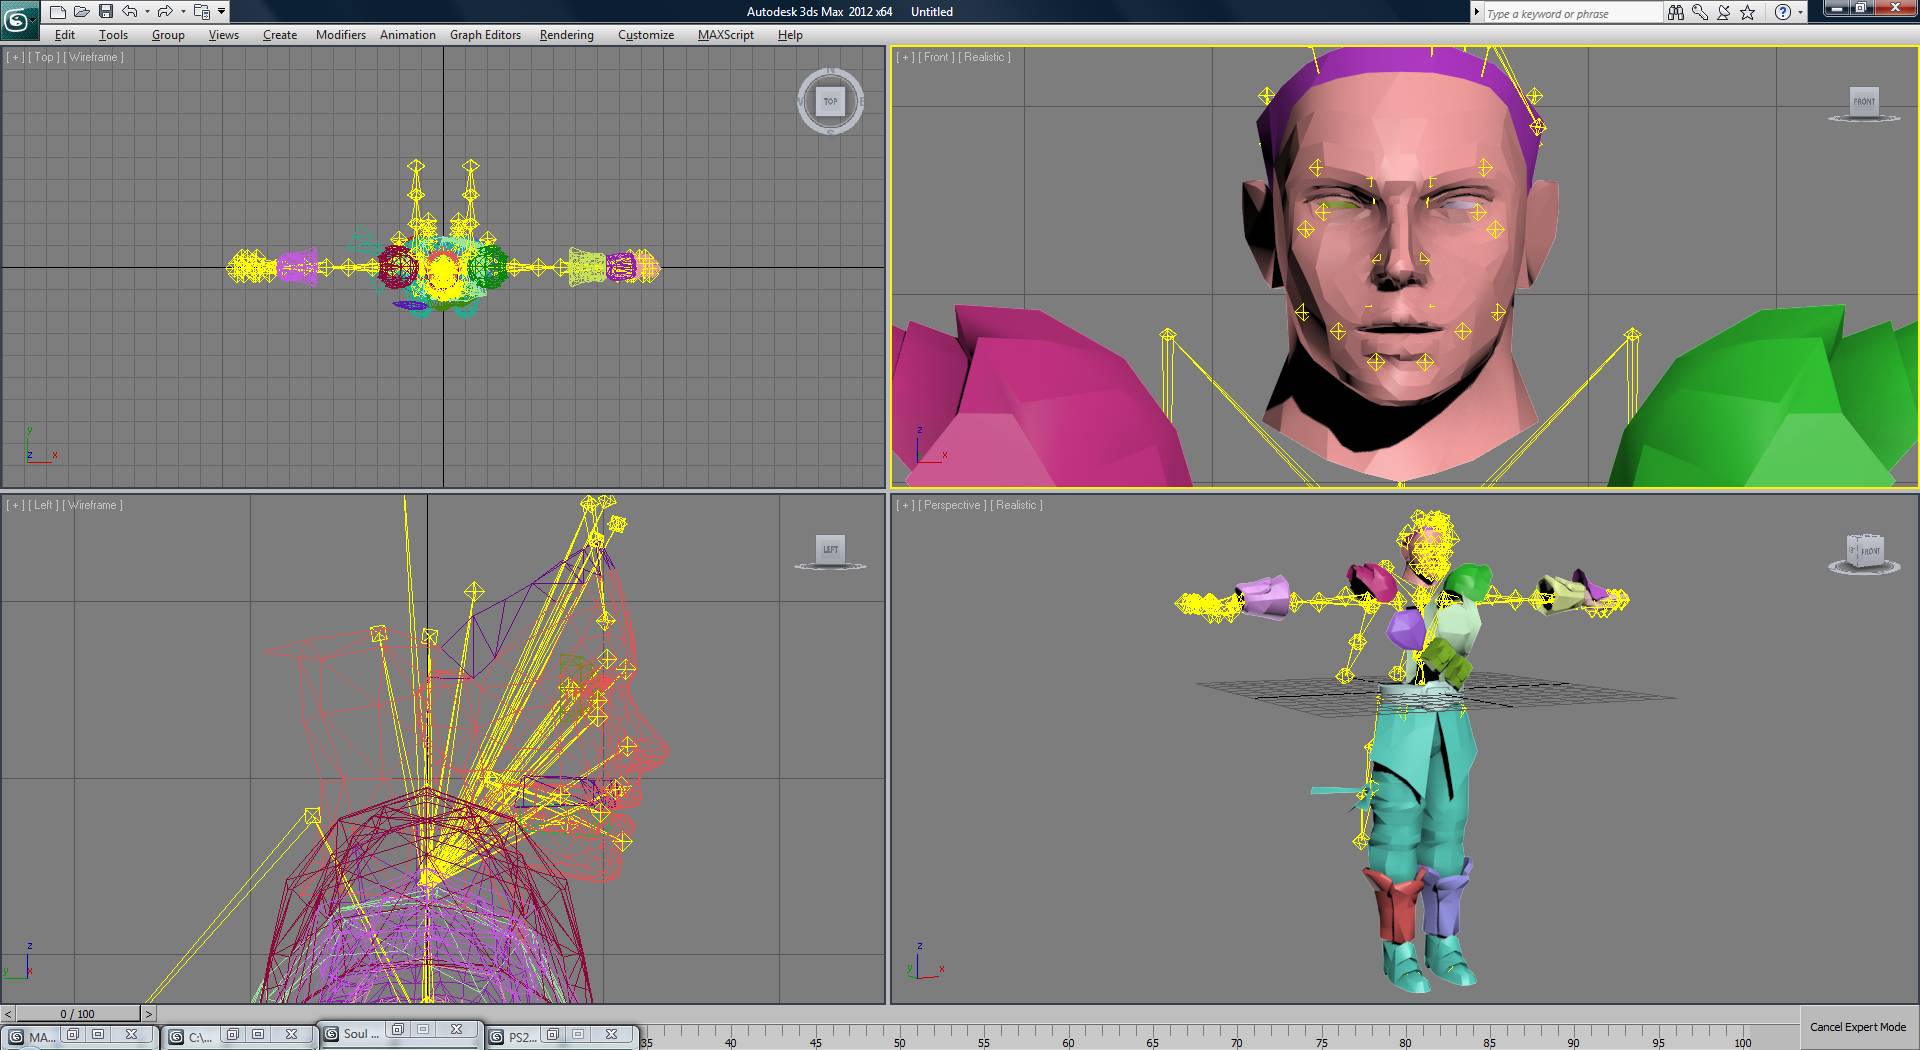 Autodesk 3ds Max 2012 x64 Untitled
Type a keyword or phrase
Edit Tools Group Views Create Modifiers Animation Graph Editors Rendering Customize MAXScript Help
[ + ] [ Top ] [ Wireframe ]
[ + ] [ Front ] [ Realistic ]
TOP
FRONT
y
z x
z
x
[ + ] [ Left ] [ Wireframe ]
[ + ] [ Perspective ] [ Realistic ]
LEFT
FRONT
z
y x
z
y x
< 0 / 100 >
MA... C:\... Soul ... PS2...
35 40 45 50 55 60 65 70 75 80 85 90 95 100
Cancel Expert Mode